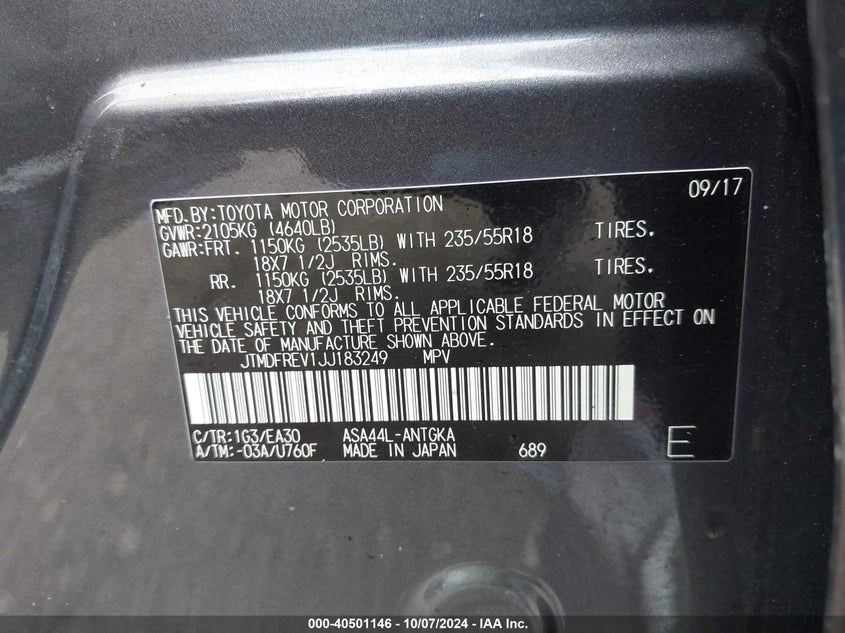 09/17
MFD.BY:TOYOTA MOTOR CORPORATION
GVWR:2105KG (4640LB)
GAWR:FRT. 1150KG (2535LB) WITH 235/55R18 TIRES.
18X7 1/2J RIMS.
RR. 1150KG (2535LB) WITH 235/55R18 TIRES.
18X7 1/2J RIMS.
THIS VEHICLE CONFORMS TO ALL APPLICABLE FEDERAL MOTOR
VEHICLE SAFETY AND THEFT PREVENTION STANDARDS IN EFFECT ON
THE DATE OF MANUFACTURE SHOWN ABOVE.
JTMDFREV1JJ183249 MPV
C/TR:1G3/EA30 ASA44L-ANTGKA
A/TM:-03A/U760F MADE IN JAPAN 689 E
000-40501146 - 10/07/2024 - IAA Inc.